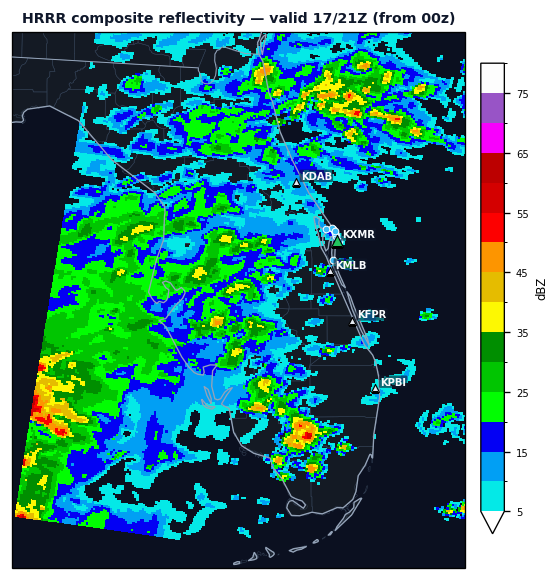 HRRR composite reflectivity — valid 17/21Z (from 00z)
KDAB
KXMR
KMLB
KFPR
KPBI
75
65
55
45
35
25
15
5
dBZ